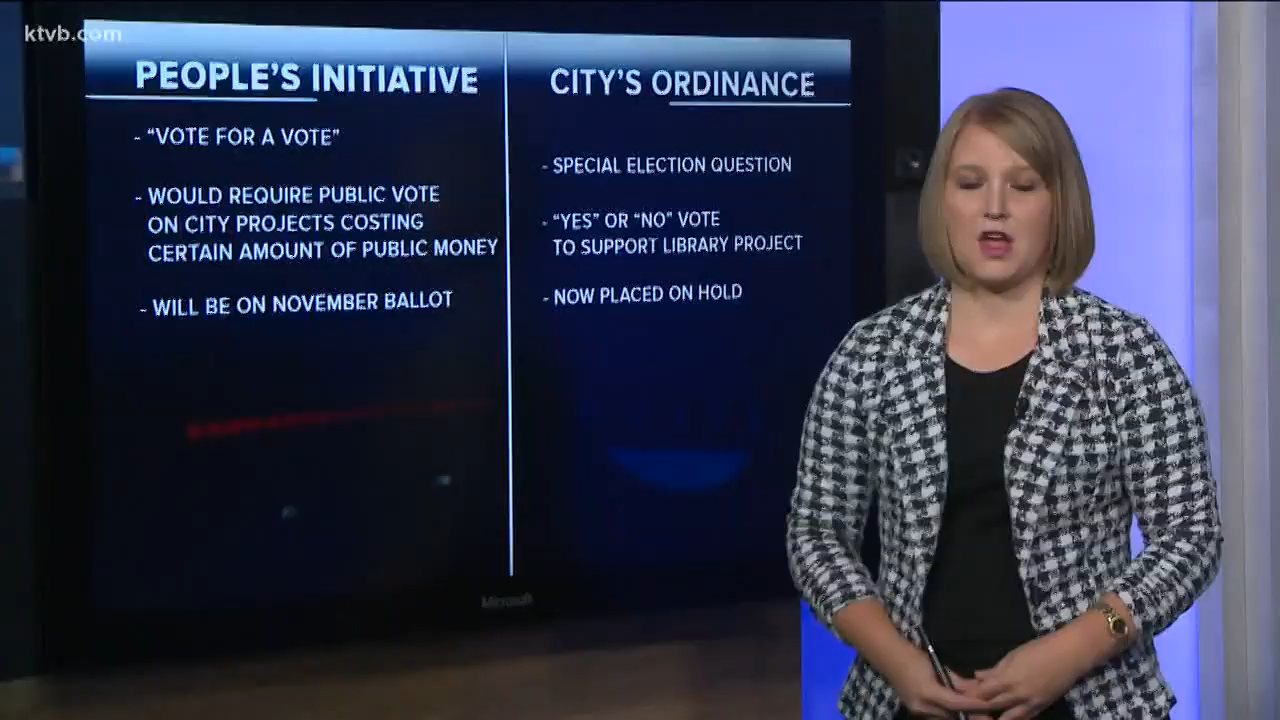 ktvb.com
PEOPLE'S INITIATIVE
- "VOTE FOR A VOTE"
- WOULD REQUIRE PUBLIC VOTE
ON CITY PROJECTS COSTING
CERTAIN AMOUNT OF PUBLIC MONEY
- WILL BE ON NOVEMBER BALLOT
CITY'S ORDINANCE
- SPECIAL ELECTION QUESTION
- "YES" OR "NO" VOTE
TO SUPPORT LIBRARY PROJECT
- NOW PLACED ON HOLD
Microsoft